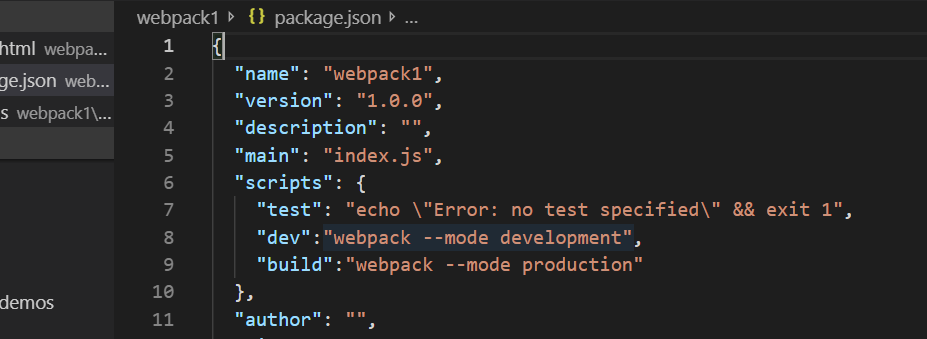 webpack1 > {} package.json > ...
html webpa...
ge.json web...
s webpack1\...
demos
1 {
2 "name": "webpack1",
3 "version": "1.0.0",
4 "description": "",
5 "main": "index.js",
6 "scripts": {
7 "test": "echo \"Error: no test specified\" && exit 1",
8 "dev":"webpack --mode development",
9 "build":"webpack --mode production"
10 },
11 "author": "",